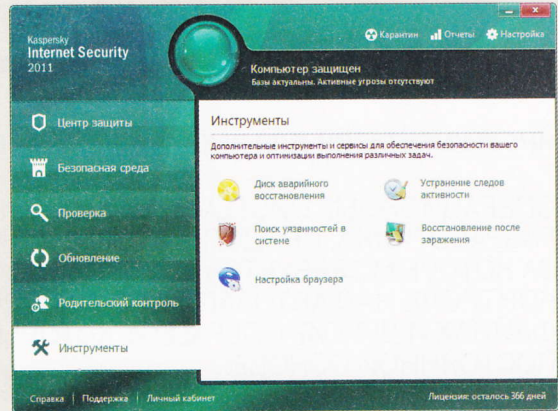 Kaspersky
Internet Security
2011
Карантин
Отчеты
Настройка
Компьютер защищен
Базы актуальны. Активные угрозы отсутствуют
Центр защиты
Безопасная среда
Проверка
Обновление
Родительский контроль
Инструменты
Инструменты
Дополнительные инструменты и сервисы для обеспечения безопасности вашего
компьютера и оптимизации выполнения различных задач.
Диск аварийного
восстановления
Устранение следов
активности
Поиск уязвимостей в
системе
Восстановление после
заражения
Настройка браузера
Справка | Поддержка | Личный кабинет
Лицензия: осталось 366 дней